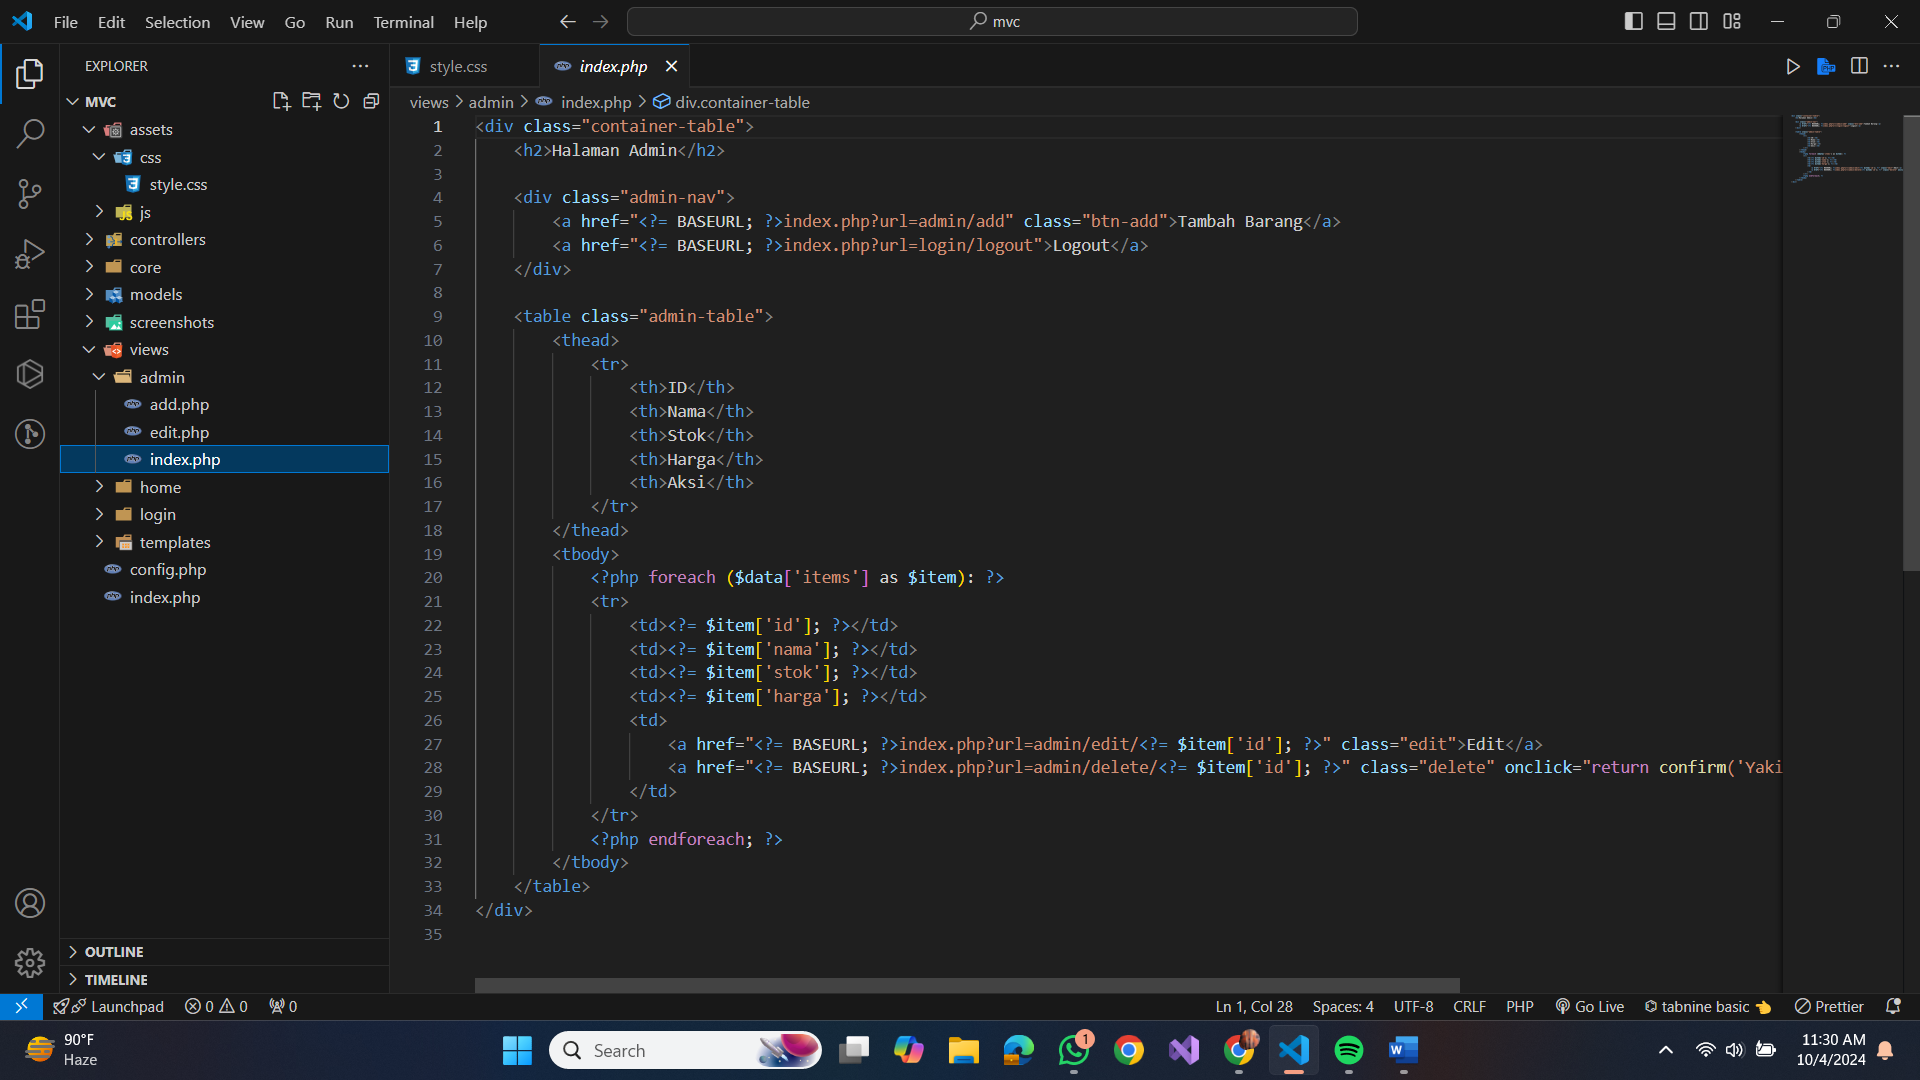 File Edit Selection View Go Run Terminal Help
mvc
EXPLORER
style.css
index.php
MVC
views > admin > index.php > div.container-table
assets
css
style.css
js
controllers
core
models
screenshots
views
admin
add.php
edit.php
index.php
home
login
templates
config.php
index.php
OUTLINE
TIMELINE
1 <div class="container-table">
2 <h2>Halaman Admin</h2>
3
4 <div class="admin-nav">
5 <a href="<?= BASEURL; ?>index.php?url=admin/add" class="btn-add">Tambah Barang</a>
6 <a href="<?= BASEURL; ?>index.php?url=login/logout">Logout</a>
7 </div>
8
9 <table class="admin-table">
10 <thead>
11 <tr>
12 <th>ID</th>
13 <th>Nama</th>
14 <th>Stok</th>
15 <th>Harga</th>
16 <th>Aksi</th>
17 </tr>
18 </thead>
19 <tbody>
20 <?php foreach ($data['items'] as $item): ?>
21 <tr>
22 <td><?= $item['id']; ?></td>
23 <td><?= $item['nama']; ?></td>
24 <td><?= $item['stok']; ?></td>
25 <td><?= $item['harga']; ?></td>
26 <td>
27 <a href="<?= BASEURL; ?>index.php?url=admin/edit/<?= $item['id']; ?>" class="edit">Edit</a>
28 <a href="<?= BASEURL; ?>index.php?url=admin/delete/<?= $item['id']; ?>" class="delete" onclick="return confirm('Yaki
29 </td>
30 </tr>
31 <?php endforeach; ?>
32 </tbody>
33 </table>
34 </div>
35
Launchpad 0 0 0 Ln 1, Col 28 Spaces: 4 UTF-8 CRLF PHP Go Live tabnine basic Prettier
90°F
Haze
Search
1
11:30 AM
10/4/2024